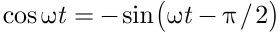 cos ωt = − sin(ωt − π / 2)